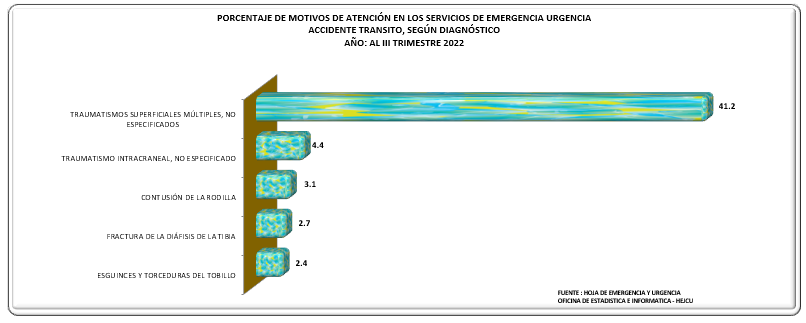 PORCENTAJE DE MOTIVOS DE ATENCIÓN EN LOS SERVICIOS DE EMERGENCIA URGENCIA
ACCIDENTE TRANSITO, SEGÚN DIAGNÓSTICO
AÑO: AL III TRIMESTRE 2022
TRAUMATISMOS SUPERFICIALES MÚLTIPLES, NO
ESPECIFICADOS
41.2
TRAUMATISMO INTRACRANEAL, NO ESPECIFICADO
4.4
CONTUSIÓN DE LA RODILLA
3.1
FRACTURA DE LA DIÁFISIS DE LA TIBIA
2.7
ESGUINCES Y TORCEDURAS DEL TOBILLO
2.4
FUENTE : HOJA DE EMERGENCIA Y URGENCIA
OFICINA DE ESTADISTICA E INFORMATICA - HEJCU